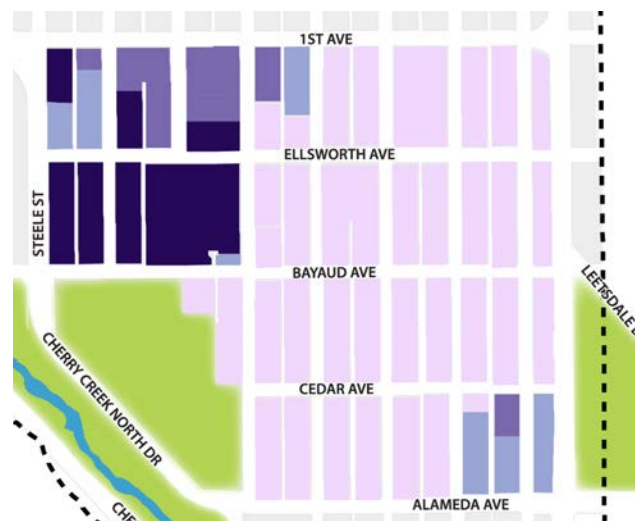 1ST AVE
ELLSWORTH AVE
STEELE ST
BAYAUD AVE
LEETSDALE
CHERRY CREEK NORTH DR
CEDAR AVE
ALAMEDA AVE